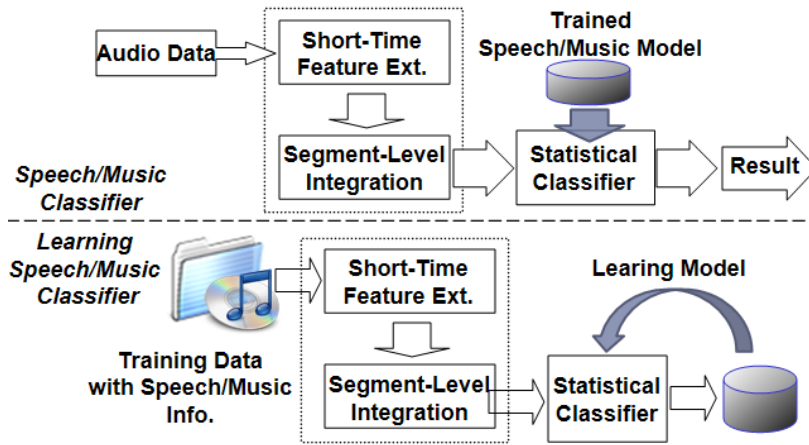 Audio Data
Short-Time
Feature Ext.
Trained
Speech/Music Model
Segment-Level
Integration
Statistical
Classifier
Result
Speech/Music
Classifier
Learning
Speech/Music
Classifier
Short-Time
Feature Ext.
Learing Model
Training Data
with Speech/Music
Info.
Segment-Level
Integration
Statistical
Classifier